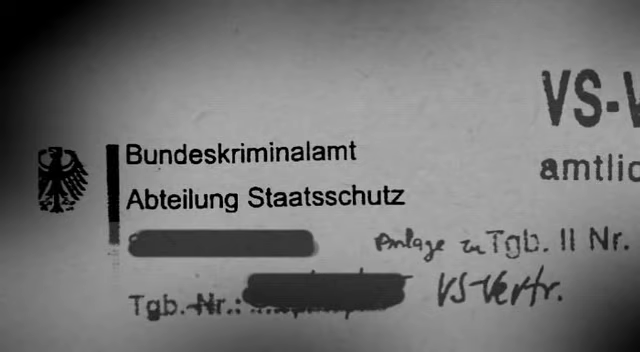 VS-V
amtlic
Bundeskriminalamt
Abteilung Staatsschutz
Anlage zu Tgb. II Nr.
Tgb.-Nr.: VS-Vertr.